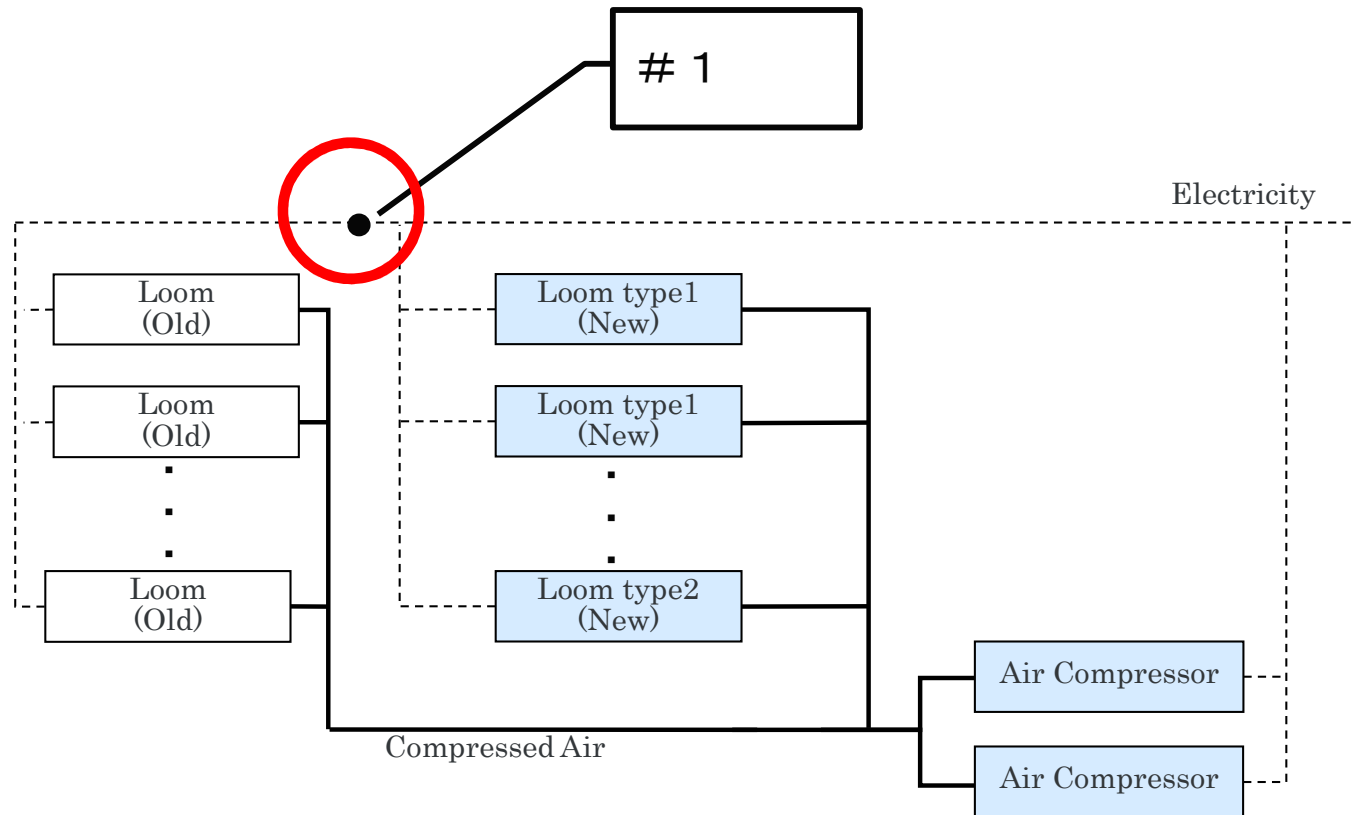 # 1
Electricity
Loom
(Old)
Loom type1
(New)
Loom
(Old)
Loom type1
(New)
Loom
(Old)
Loom type2
(New)
Air Compressor
Compressed Air
Air Compressor